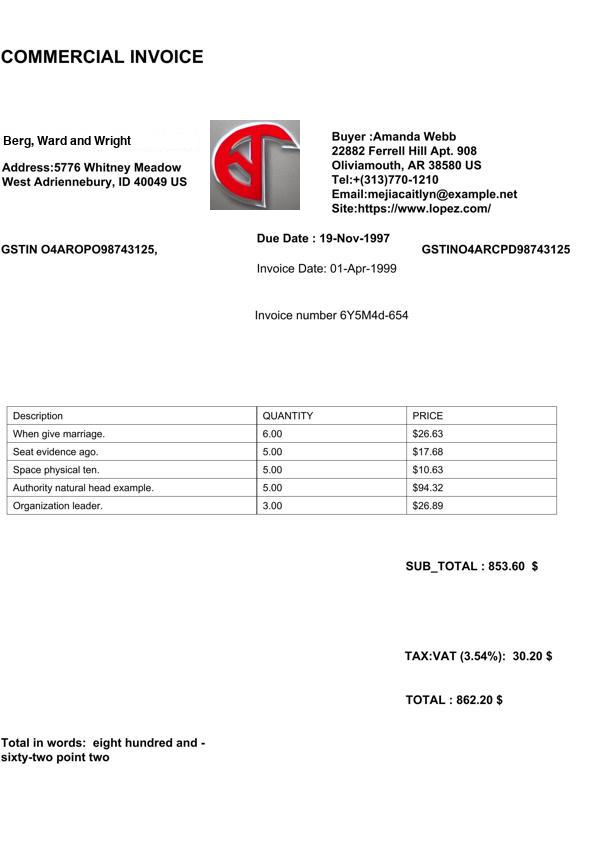 COMMERCIAL INVOICE
Berg, Ward and Wright
Address:5776 Whitney Meadow
West Adriennebury, ID 40049 US
Buyer :Amanda Webb
22882 Ferrell Hill Apt. 908
Oliviamouth, AR 38580 US
Tel:+(313)770-1210
Email:mejiacaitlyn@example.net
Site:https://www.lopez.com/
GSTIN O4AROPO98743125,
Due Date : 19-Nov-1997
GSTINO4ARCPD98743125
Invoice Date: 01-Apr-1999
Invoice number 6Y5M4d-654
Description QUANTITY PRICE
When give marriage. 6.00 $26.63
Seat evidence ago. 5.00 $17.68
Space physical ten. 5.00 $10.63
Authority natural head example. 5.00 $94.32
Organization leader. 3.00 $26.89
SUB_TOTAL : 853.60 $
TAX:VAT (3.54%): 30.20 $
TOTAL : 862.20 $
Total in words: eight hundred and -
sixty-two point two